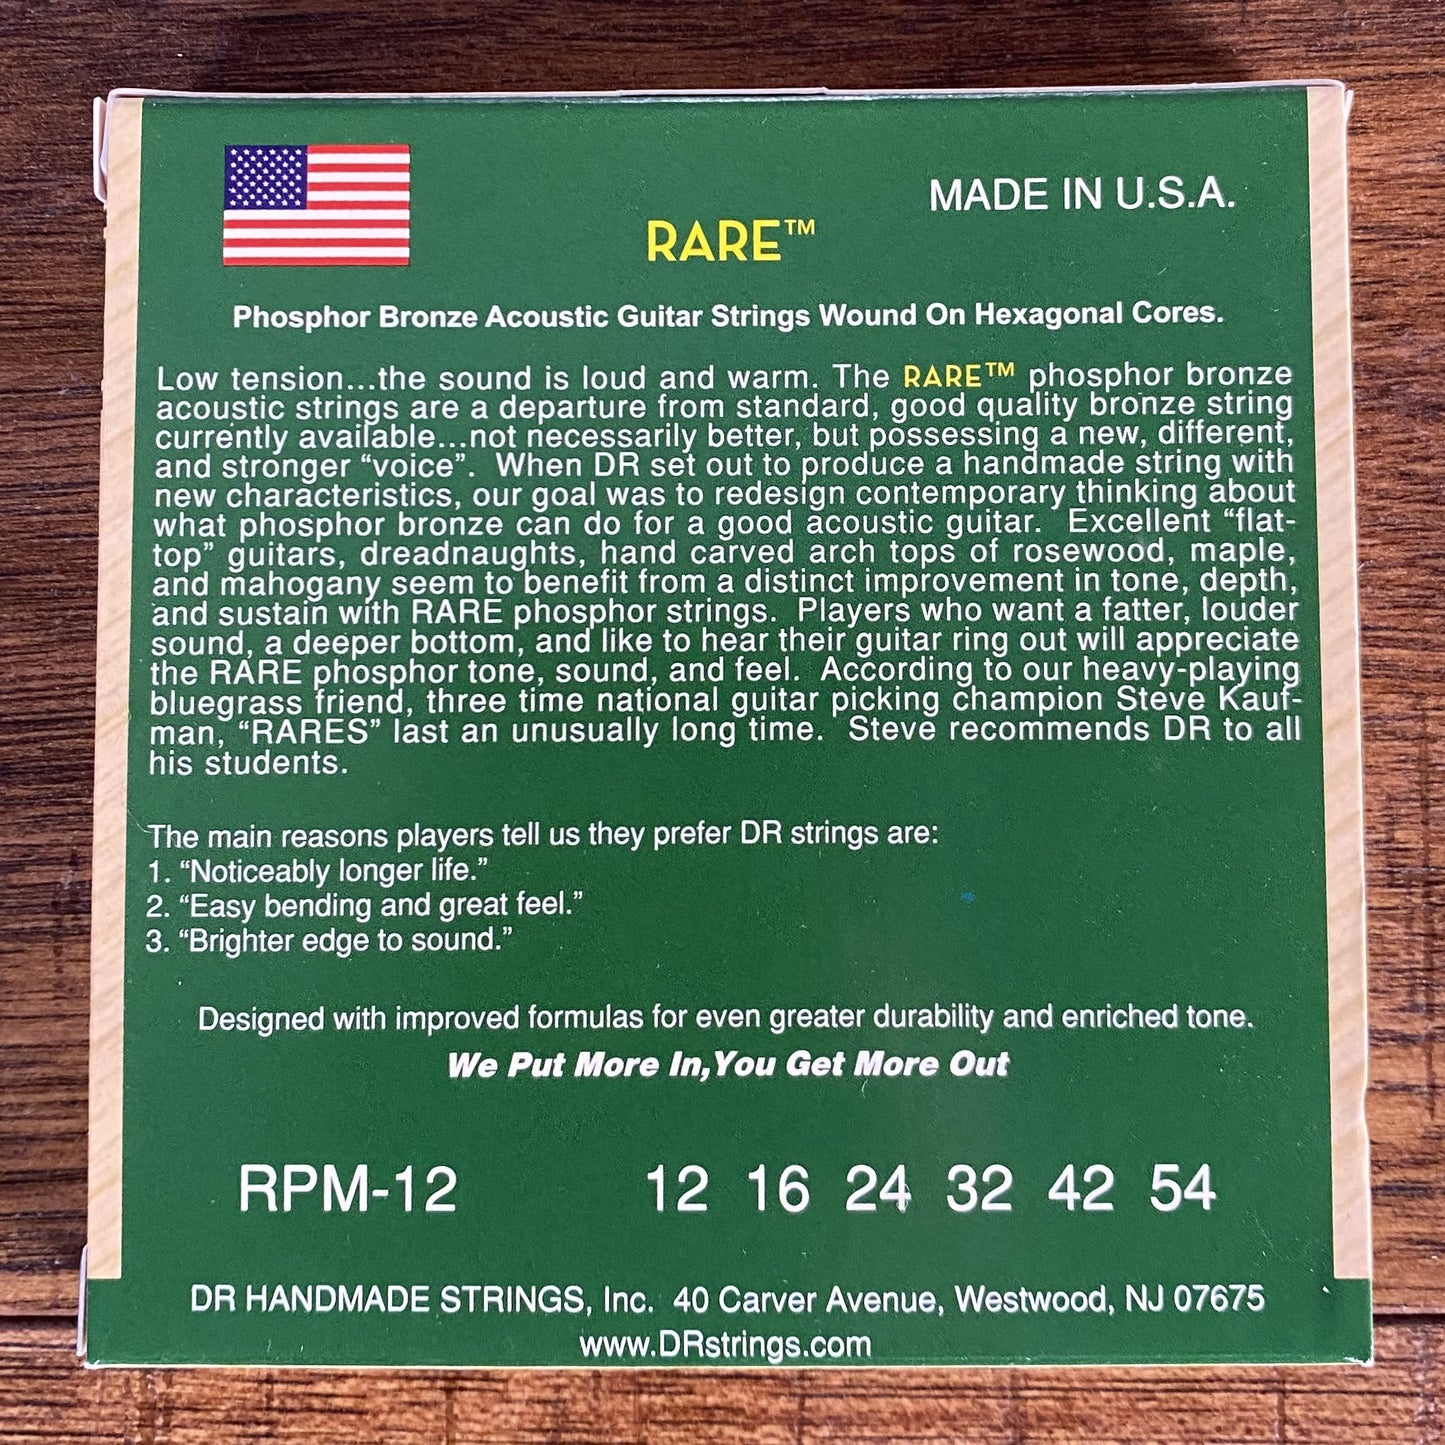 MADE IN U.S.A.
RARE™
Phosphor Bronze Acoustic Guitar Strings Wound On Hexagonal Cores.
Low tension...the sound is loud and warm. The RARE™ phosphor bronze
acoustic strings are a departure from standard, good quality bronze string
currently available...not necessarily better, but possessing a new, different,
and stronger “voice”. When DR set out to produce a handmade string with
new characteristics, our goal was to redesign contemporary thinking about
what phosphor bronze can do for a good acoustic guitar. Excellent “flat-
top” guitars, dreadnaughts, hand carved arch tops of rosewood, maple,
and mahogany seem to benefit from a distinct improvement in tone, depth,
and sustain with RARE phosphor strings. Players who want a fatter, louder
sound, a deeper bottom, and like to hear their guitar ring out will appreciate
the RARE phosphor tone, sound, and feel. According to our heavy-playing
bluegrass friend, three time national guitar picking champion Steve Kauf-
man, “RARES” last an unusually long time. Steve recommends DR to all
his students.
The main reasons players tell us they prefer DR strings are:
1. “Noticeably longer life.”
2. “Easy bending and great feel.”
3. “Brighter edge to sound.”
Designed with improved formulas for even greater durability and enriched tone.
We Put More In,You Get More Out
RPM-12 12 16 24 32 42 54
DR HANDMADE STRINGS, Inc. 40 Carver Avenue, Westwood, NJ 07675
www.DRstrings.com